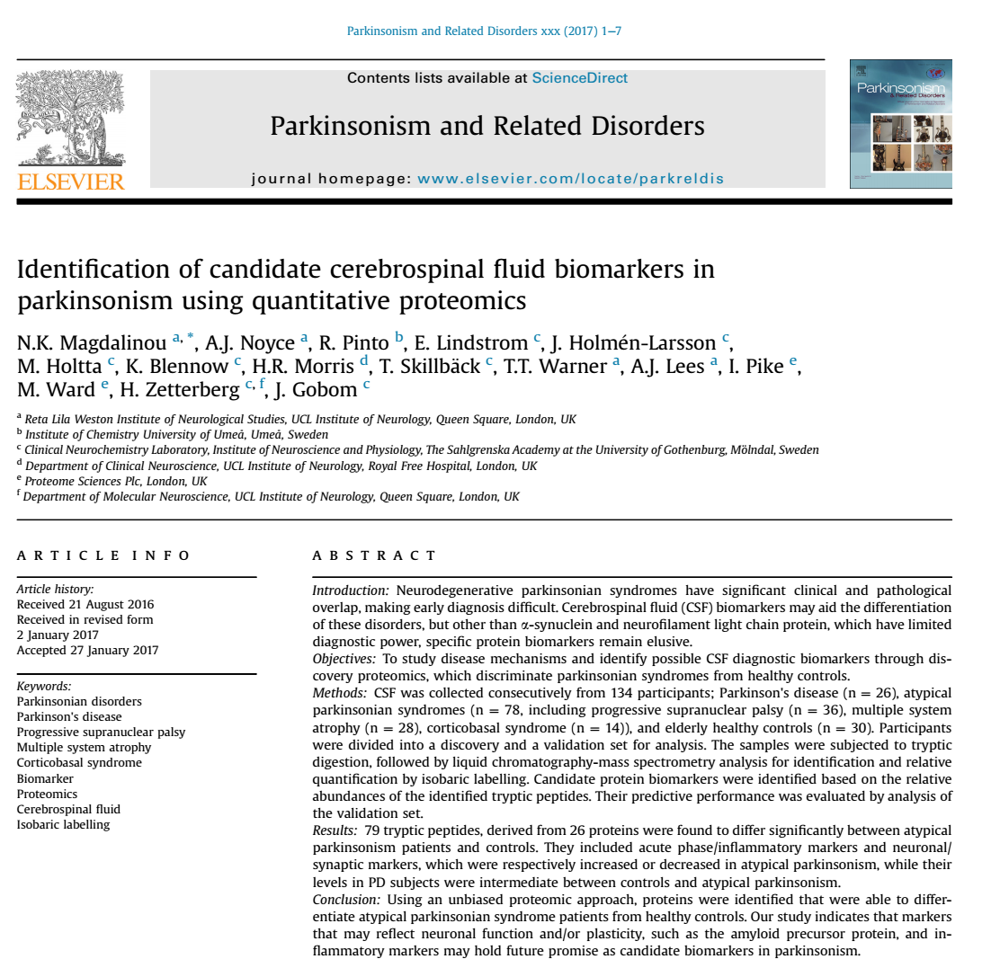 Parkinsonism and Related Disorders xxx (2017) 1–7
Contents lists available at ScienceDirect
Parkinsonism and Related Disorders
journal homepage: www.elsevier.com/locate/parkreldis
ELSEVIER
Parkinsonism
& Related Disorders
Identification of candidate cerebrospinal fluid biomarkers in
parkinsonism using quantitative proteomics
N.K. Magdalinou a, *, A.J. Noyce a, R. Pinto b, E. Lindstrom c, J. Holmén-Larsson c,
M. Holtta c, K. Blennow c, H.R. Morris d, T. Skillbäck c, T.T. Warner a, A.J. Lees a, I. Pike e,
M. Ward e, H. Zetterberg c, f, J. Gobom c
a Reta Lila Weston Institute of Neurological Studies, UCL Institute of Neurology, Queen Square, London, UK
b Institute of Chemistry University of Umeå, Umeå, Sweden
c Clinical Neurochemistry Laboratory, Institute of Neuroscience and Physiology, The Sahlgrenska Academy at the University of Gothenburg, Mölndal, Sweden
d Department of Clinical Neuroscience, UCL Institute of Neurology, Royal Free Hospital, London, UK
e Proteome Sciences Plc, London, UK
f Department of Molecular Neuroscience, UCL Institute of Neurology, Queen Square, London, UK
ARTICLE INFO
Article history:
Received 21 August 2016
Received in revised form
2 January 2017
Accepted 27 January 2017
Keywords:
Parkinsonian disorders
Parkinson's disease
Progressive supranuclear palsy
Multiple system atrophy
Corticobasal syndrome
Biomarker
Proteomics
Cerebrospinal fluid
Isobaric labelling
ABSTRACT
Introduction: Neurodegenerative parkinsonian syndromes have significant clinical and pathological
overlap, making early diagnosis difficult. Cerebrospinal fluid (CSF) biomarkers may aid the differentiation
of these disorders, but other than α-synuclein and neurofilament light chain protein, which have limited
diagnostic power, specific protein biomarkers remain elusive.
Objectives: To study disease mechanisms and identify possible CSF diagnostic biomarkers through dis-
covery proteomics, which discriminate parkinsonian syndromes from healthy controls.
Methods: CSF was collected consecutively from 134 participants; Parkinson's disease (n = 26), atypical
parkinsonian syndromes (n = 78, including progressive supranuclear palsy (n = 36), multiple system
atrophy (n = 28), corticobasal syndrome (n = 14)), and elderly healthy controls (n = 30). Participants
were divided into a discovery and a validation set for analysis. The samples were subjected to tryptic
digestion, followed by liquid chromatography-mass spectrometry analysis for identification and relative
quantification by isobaric labelling. Candidate protein biomarkers were identified based on the relative
abundances of the identified tryptic peptides. Their predictive performance was evaluated by analysis of
the validation set.
Results: 79 tryptic peptides, derived from 26 proteins were found to differ significantly between atypical
parkinsonism patients and controls. They included acute phase/inflammatory markers and neuronal/
synaptic markers, which were respectively increased or decreased in atypical parkinsonism, while their
levels in PD subjects were intermediate between controls and atypical parkinsonism.
Conclusion: Using an unbiased proteomic approach, proteins were identified that were able to differ-
entiate atypical parkinsonian syndrome patients from healthy controls. Our study indicates that markers
that may reflect neuronal function and/or plasticity, such as the amyloid precursor protein, and in-
flammatory markers may hold future promise as candidate biomarkers in parkinsonism.